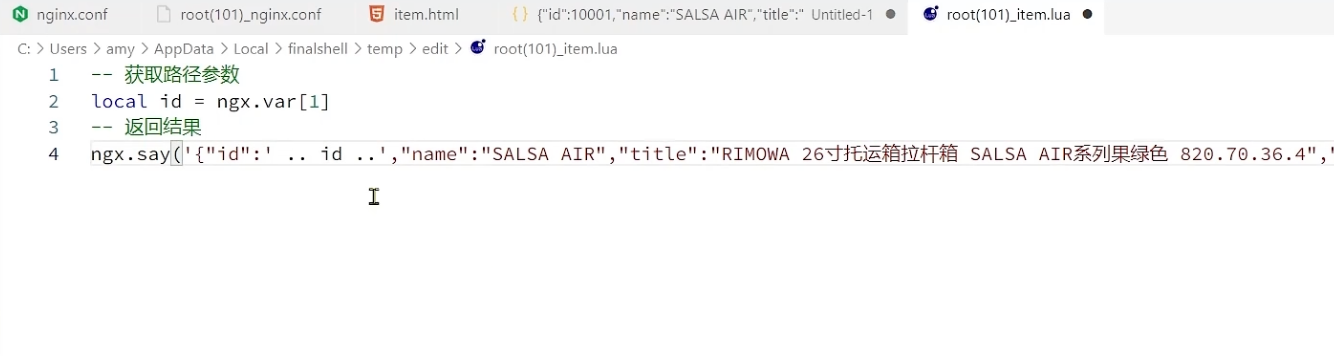 nginx.conf root(101)_nginx.conf item.html {"id":10001,"name":"SALSA AIR","title":" Untitled-1 root(101)_item.lua
C: > Users > amy > AppData > Local > finalshell > temp > edit > root(101)_item.lua
1 -- 获取路径参数
2 local id = ngx.var[1]
3 -- 返回结果
4 ngx.say('{"id":' .. id ..',"name":"SALSA AIR","title":"RIMOWA 26寸托运箱拉杆箱 SALSA AIR系列果绿色 820.70.36.4","